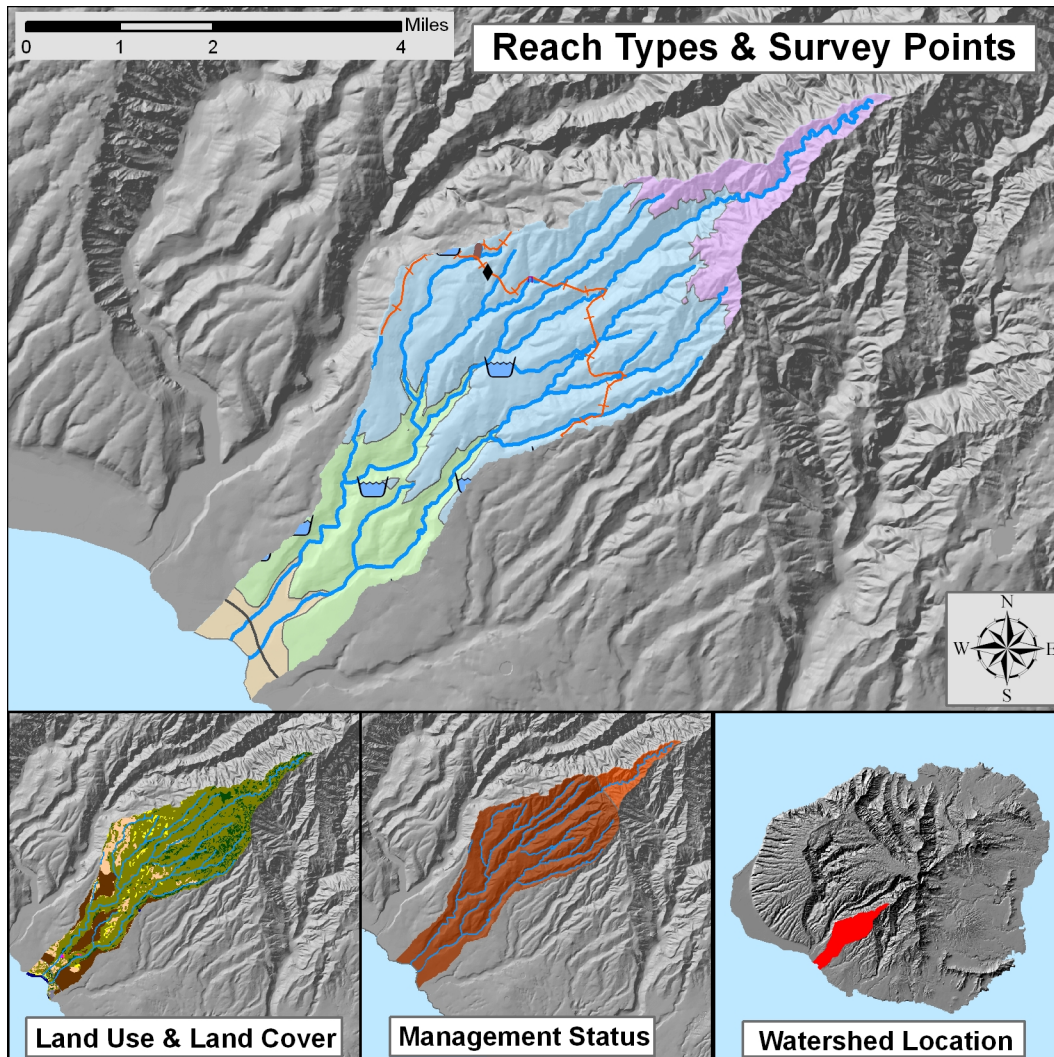 Miles
0 1 2 4
Reach Types & Survey Points
N
W E
S
Land Use & Land Cover
Management Status
Watershed Location